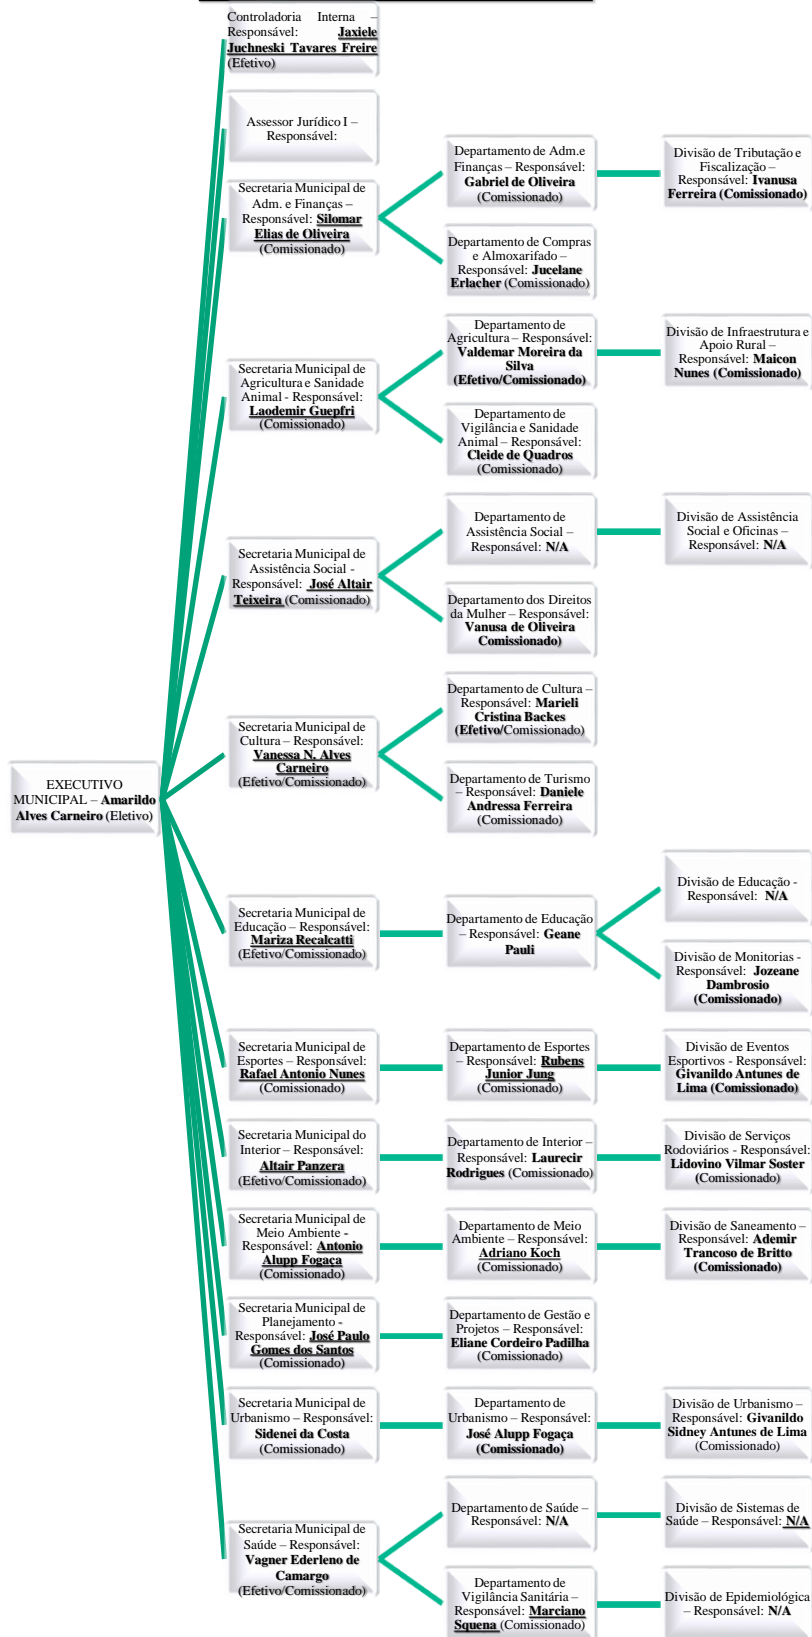 Controladoria Interna –
Responsável: Jaxiele
Juchneski Tavares Freire
(Efetivo)
Assessor Jurídico I –
Responsável:
Secretaria Municipal de
Adm. e Finanças –
Responsável: Silomar
Elias de Oliveira
(Comissionado)
Departamento de Adm.e
Finanças – Responsável:
Gabriel de Oliveira
(Comissionado)
Divisão de Tributação e
Fiscalização –
Responsável: Ivanusa
Ferreira (Comissionado)
Departamento de Compras
e Almoxarifado –
Responsável: Jucelane
Erlacher (Comissionado)
Secretaria Municipal de
Agricultura e Sanidade
Animal - Responsável:
Laodemir Guepfri
(Comissionado)
Departamento de
Agricultura – Responsável:
Valdemar Moreira da
Silva
(Efetivo/Comissionado)
Divisão de Infraestrutura e
Apoio Rural –
Responsável: Maicon
Nunes (Comissionado)
Departamento de
Vigilância e Sanidade
Animal – Responsável:
Cleide de Quadros
(Comissionado)
Secretaria Municipal de
Assistência Social -
Responsável: José Altair
Teixeira (Comissionado)
Departamento de
Assistência Social –
Responsável: N/A
Divisão de Assistência
Social e Oficinas –
Responsável: N/A
Departamento dos Direitos
da Mulher – Responsável:
Vanusa de Oliveira
Comissionado)
EXECUTIVO
MUNICIPAL – Amarildo
Alves Carneiro (Eletivo)
Secretaria Municipal de
Cultura – Responsável:
Vanessa N. Alves
Carneiro
(Efetivo/Comissionado)
Departamento de Cultura –
Responsável: Marieli
Cristina Backes
(Efetivo/Comissionado)
Departamento de Turismo
– Responsável: Daniele
Andressa Ferreira
(Comissionado)
Secretaria Municipal de
Educação – Responsável:
Mariza Recalcatti
(Efetivo/Comissionado)
Departamento de Educação
– Responsável: Geane
Pauli
Divisão de Educação -
Responsável: N/A
Divisão de Monitorias -
Responsável: Jozeane
Dambrosio
(Comissionado)
Secretaria Municipal de
Esportes – Responsável:
Rafael Antonio Nunes
(Comissionado)
Departamento de Esportes
– Responsável: Rubens
Junior Jung
(Comissionado)
Divisão de Eventos
Esportivos - Responsável:
Givanildo Antunes de
Lima (Comissionado)
Secretaria Municipal do
Interior – Responsável:
Altair Panzera
(Efetivo/Comissionado)
Departamento de Interior –
Responsável: Laurecir
Rodrigues (Comissionado)
Divisão de Serviços
Rodoviários - Responsável:
Lidovino Vilmar Soster
(Comissionado)
Secretaria Municipal de
Meio Ambiente -
Responsável: Antonio
Alupp Fogaça
(Comissionado)
Departamento de Meio
Ambiente – Responsável:
Adriano Koch
(Comissionado)
Divisão de Saneamento –
Responsável: Ademir
Trancoso de Britto
(Comissionado)
Secretaria Municipal de
Planejamento -
Responsável: José Paulo
Gomes dos Santos
(Comissionado)
Departamento de Gestão e
Projetos – Responsável:
Eliane Cordeiro Padilha
(Comissionado)
Secretaria Municipal de
Urbanismo – Responsável:
Sidenei da Costa
(Comissionado)
Departamento de
Urbanismo – Responsável:
José Alupp Fogaça
(Comissionado)
Divisão de Urbanismo –
Responsável: Givanildo
Sidney Antunes de Lima
(Comissionado)
Secretaria Municipal de
Saúde – Responsável:
Vagner Ederleno de
Camargo
(Efetivo/Comissionado)
Departamento de Saúde –
Responsável: N/A
Divisão de Sistemas de
Saúde – Responsável: N/A
Departamento de
Vigilância Sanitária –
Responsável: Marciano
Squena (Comissionado)
Divisão de Epidemiológica
– Responsável: N/A